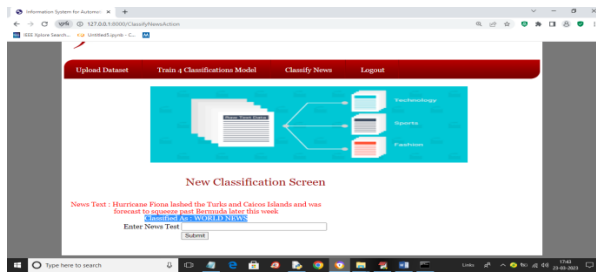 Information System for Automati
127.0.0.1:8000/ClassifyNewsAction
IEEE Xplore Search...
Untitled5.ipynb - C...
Upload Dataset Train 4 Classifications Model Classify News Logout
Technology
Sports
Fashion
New Classification Screen
News Text : Hurricane Fiona lashed the Turks and Caicos Islands and was
forecast to squeeze past Bermuda later this week
Classified As : WORLD NEWS
Enter News Text
Submit
Type here to search
Links
17:43
23-03-2023